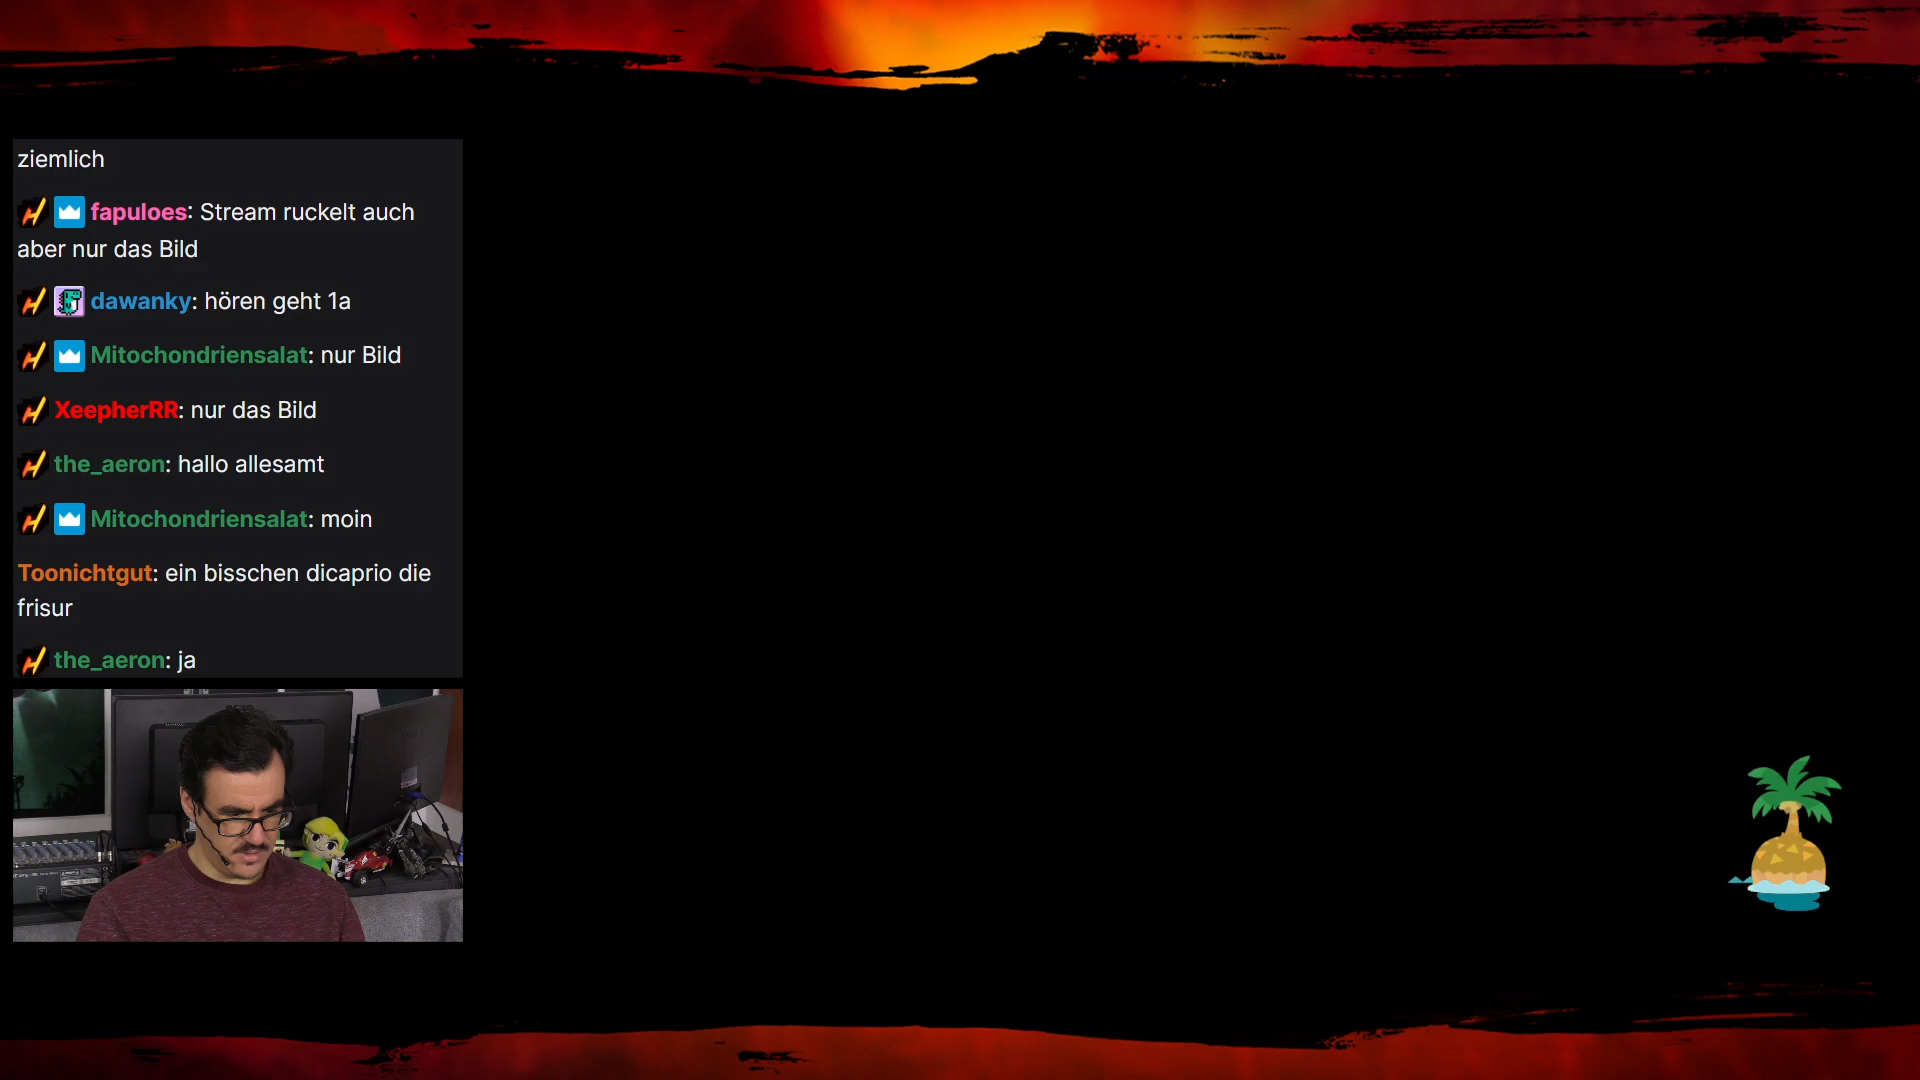 ziemlich
fapuloes: Stream ruckelt auch
aber nur das Bild
dawanky: hören geht 1a
Mitochondriensalat: nur Bild
XeepherRR: nur das Bild
the_aeron: hallo allesamt
Mitochondriensalat: moin
Toonichtgut: ein bisschen dicaprio die
frisur
the_aeron: ja